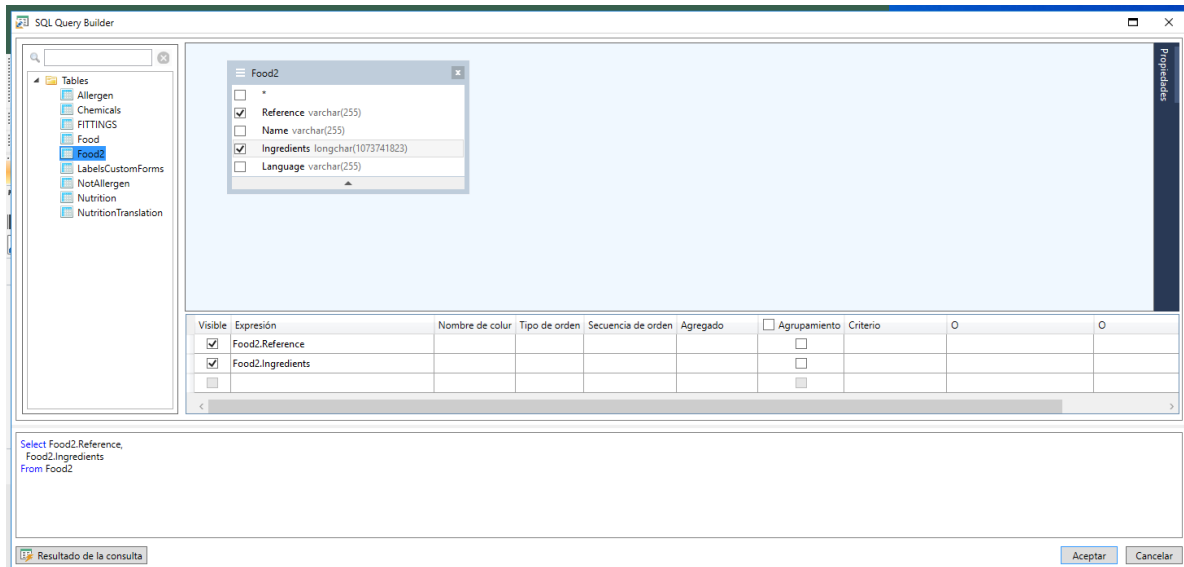 SQL Query Builder
Tables
Allergen
Chemicals
FITTINGS
Food
Food2
LabelsCustomForms
NotAllergen
Nutrition
NutritionTranslation
Food2
*
Reference varchar(255)
Name varchar(255)
Ingredients longchar(1073741823)
Language varchar(255)
Propiedades
Visible Expresión Nombre de colur Tipo de orden Secuencia de orden Agregado Agrupamiento Criterio O O
Food2.Reference
Food2.Ingredients
Select Food2.Reference,
Food2.Ingredients
From Food2
Resultado de la consulta Aceptar Cancelar